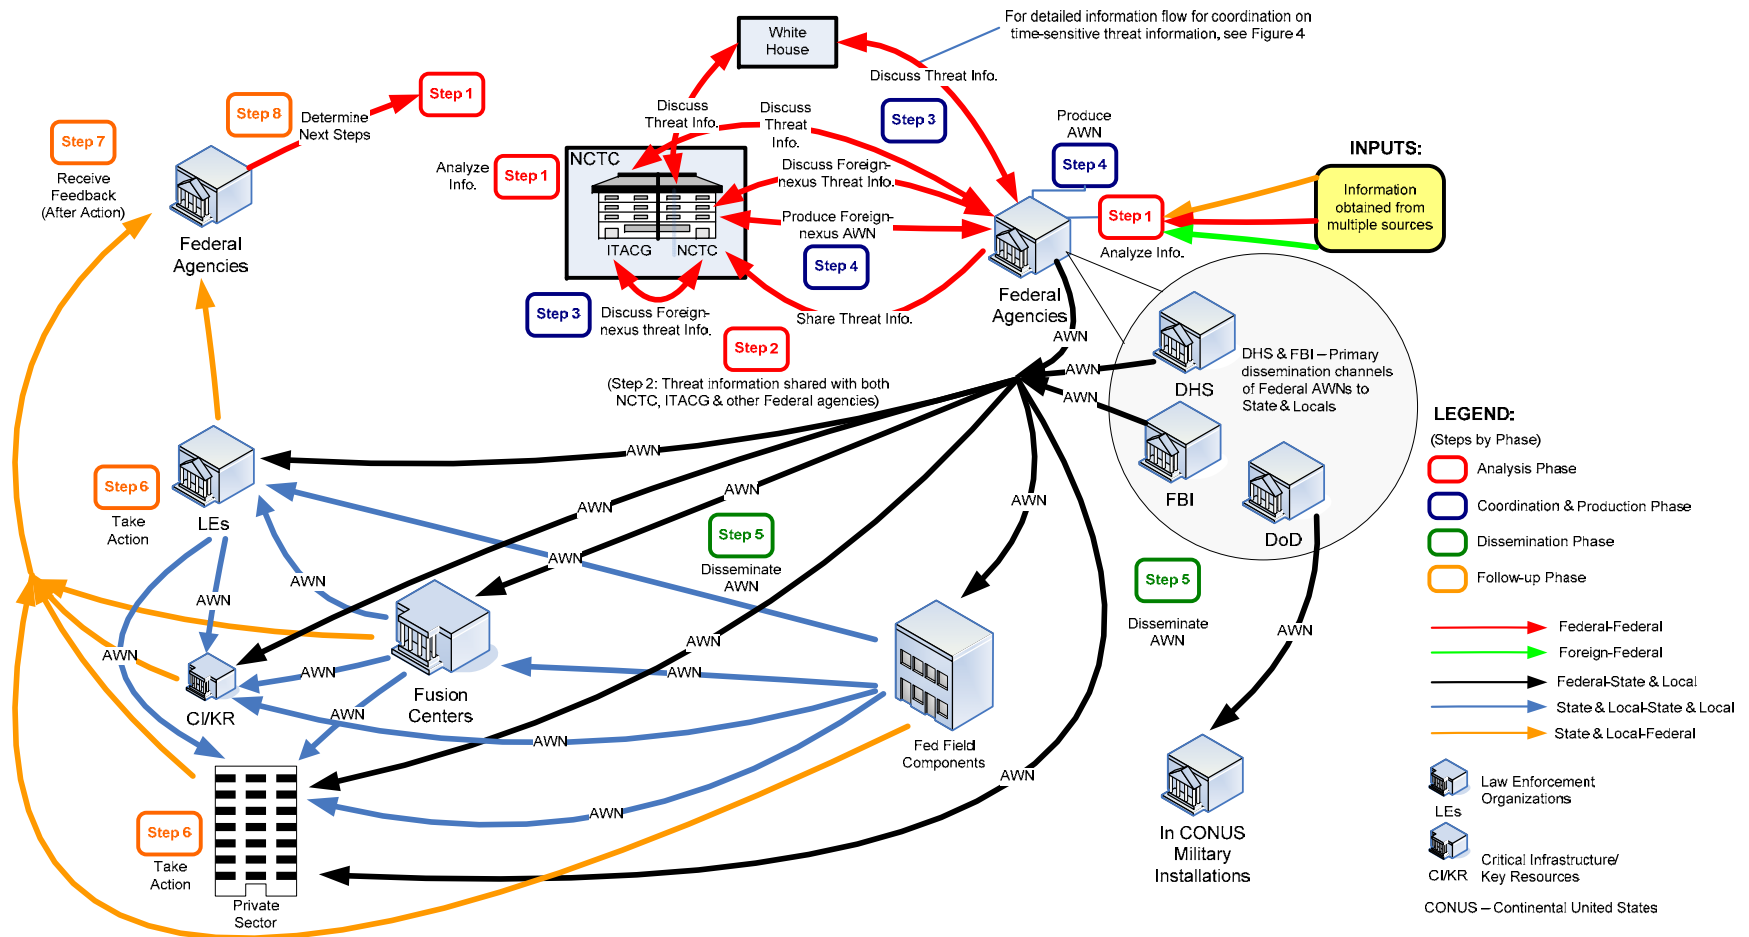 White
House
For detailed information flow for coordination on
time-sensitive threat information, see Figure 4
Discuss Threat Info.
Step 3
Step 1
Step 8
Determine
Next Steps
Step 7
Receive
Feedback
(After Action)
Federal
Agencies
Discuss
Threat Info.
Discuss
Threat
Info.
Produce
AWN
Step 4
INPUTS:
Information
obtained from
multiple sources
Analyze
Info.
Step 1
NCTC
ITACG
NCTC
Discuss Foreign-
nexus Threat Info.
Produce Foreign-
nexus AWN
Step 4
Step 1
Analyze Info.
Federal
Agencies
Step 3
Discuss Foreign-
nexus threat Info.
Share Threat Info.
Step 2
(Step 2: Threat information shared with both
NCTC, ITACG & other Federal agencies)
AWN
AWN
AWN
DHS
DHS & FBI – Primary
dissemination channels
of Federal AWNs to
State & Locals
FBI
DoD
LEGEND:
(Steps by Phase)
Analysis Phase
Coordination & Production Phase
Dissemination Phase
Follow-up Phase
Federal-Federal
Foreign-Federal
Federal-State & Local
State & Local-State & Local
State & Local-Federal
LEs
Law Enforcement
Organizations
CI/KR
Critical Infrastructure/
Key Resources
CONUS – Continental United States
Step 6
Take
Action
LEs
AWN
AWN
AWN
AWN
AWN
Step 5
Disseminate
AWN
Step 5
Disseminate
AWN
AWN
AWN
AWN
AWN
AWN
AWN
AWN
AWN
AWN
CI/KR
Fusion
Centers
AWN
AWN
AWN
Fed Field
Components
In CONUS
Military
Installations
Step 6
Take
Action
Private
Sector